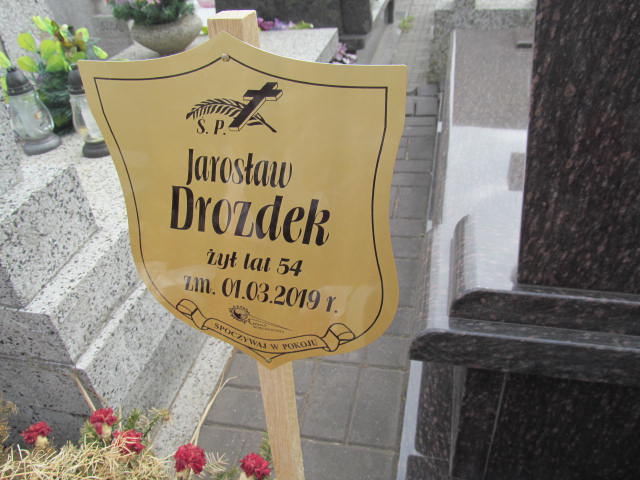 S. P.
Jarosław
Drozdek
żył lat 54
zm. 01.03.2019 r.
SPOCZYWAJ W POKOJU